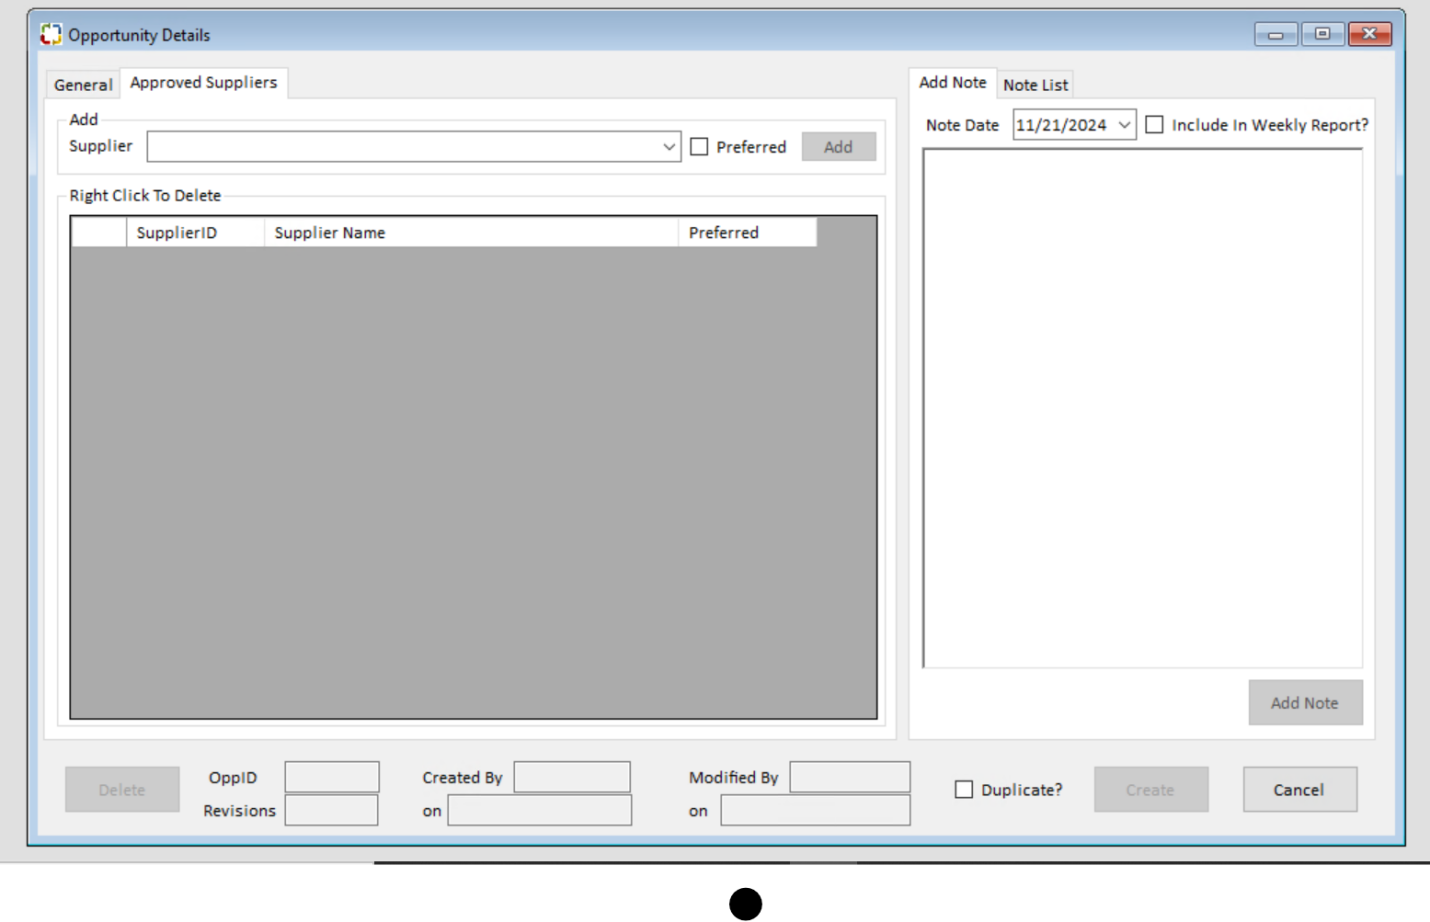 Opportunity Details
General Approved Suppliers
Add
Supplier Preferred Add
Right Click To Delete
SupplierID Supplier Name Preferred
Add Note Note List
Note Date 11/21/2024 Include In Weekly Report?
Add Note
Delete OppID Created By Modified By Duplicate? Create Cancel
Revisions on on